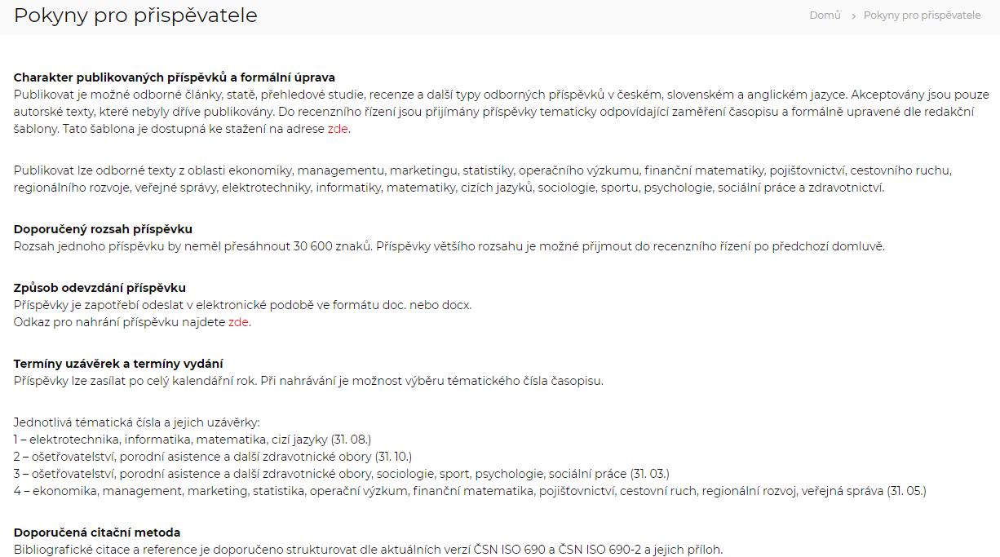 Pokyny pro přispěvatele
Domů › Pokyny pro přispěvatele
Charakter publikovaných příspěvků a formální úprava
Publikovat je možné odborné články, statě, přehledové studie, recenze a další typy odborných příspěvků v českém, slovenském a anglickém jazyce. Akceptovány jsou pouze
autorské texty, které nebyly dříve publikovány. Do recenzního řízení jsou přijímány příspěvky tematicky odpovídající zaměření časopisu a formálně upravené dle redakční
šablony. Tato šablona je dostupná ke stažení na adrese zde.
Publikovat lze odborné texty z oblasti ekonomiky, managementu, marketingu, statistiky, operačního výzkumu, finanční matematiky, pojišťovnictví, cestovního ruchu,
regionálního rozvoje, veřejné správy, elektrotechniky, informatiky, matematiky, cizích jazyků, sociologie, sportu, psychologie, sociální práce a zdravotnictví.
Doporučený rozsah příspěvku
Rozsah jednoho příspěvku by neměl přesáhnout 30 600 znaků. Příspěvky většího rozsahu je možné přijmout do recenzního řízení po předchozí domluvě.
Způsob odevzdání příspěvku
Příspěvky je zapotřebí odeslat v elektronické podobě ve formátu doc. nebo docx.
Odkaz pro nahrání příspěvku najdete zde.
Termíny uzávěrek a termíny vydání
Příspěvky lze zasílat po celý kalendářní rok. Při nahrávání je možnost výběru tématického čísla časopisu.
Jednotlivá tématická čísla a jejich uzávěrky:
1 – elektrotechnika, informatika, matematika, cizí jazyky (31. 08.)
2 – ošetřovatelství, porodní asistence a další zdravotnické obory (31. 10.)
3 – ošetřovatelství, porodní asistence a další zdravotnické obory, sociologie, sport, psychologie, sociální práce (31. 03.)
4 – ekonomika, management, marketing, statistika, operační výzkum, finanční matematika, pojišťovnictví, cestovní ruch, regionální rozvoj, veřejná správa (31. 05.)
Doporučená citační metoda
Bibliografické citace a reference je doporučeno strukturovat dle aktuálních verzí ČSN ISO 690 a ČSN ISO 690-2 a jejich příloh.